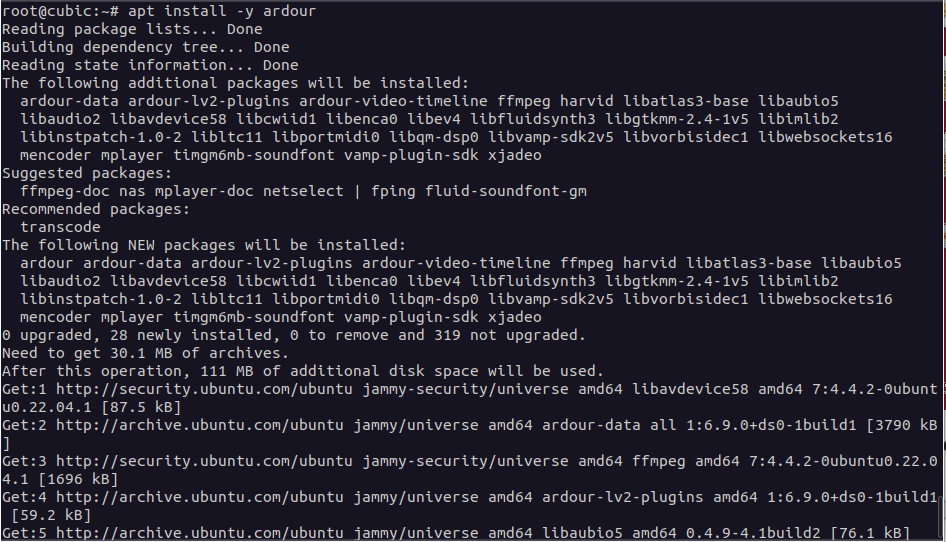 root@cubic:~# apt install -y ardour
Reading package lists... Done
Building dependency tree... Done
Reading state information... Done
The following additional packages will be installed:
  ardour-data ardour-lv2-plugins ardour-video-timeline ffmpeg harvid libatlas3-base libaubio5
  libaudio2 libavdevice58 libcwiid1 libenca0 libev4 libfluidsynth3 libgtkmm-2.4-1v5 libimlib2
  libinstpatch-1.0-2 libltc11 libportmidi0 libqm-dsp0 libvamp-sdk2v5 libvorbisidec1 libwebsockets16
  mencoder mplayer timgm6mb-soundfont vamp-plugin-sdk xjadeo
Suggested packages:
  ffmpeg-doc nas mplayer-doc netselect | fping fluid-soundfont-gm
Recommended packages:
  transcode
The following NEW packages will be installed:
  ardour ardour-data ardour-lv2-plugins ardour-video-timeline ffmpeg harvid libatlas3-base libaubio5
  libaudio2 libavdevice58 libcwiid1 libenca0 libev4 libfluidsynth3 libgtkmm-2.4-1v5 libimlib2
  libinstpatch-1.0-2 libltc11 libportmidi0 libqm-dsp0 libvamp-sdk2v5 libvorbisidec1 libwebsockets16
  mencoder mplayer timgm6mb-soundfont vamp-plugin-sdk xjadeo
0 upgraded, 28 newly installed, 0 to remove and 319 not upgraded.
Need to get 30.1 MB of archives.
After this operation, 111 MB of additional disk space will be used.
Get:1 http://security.ubuntu.com/ubuntu jammy-security/universe amd64 libavdevice58 amd64 7:4.4.2-0ubunt
u0.22.04.1 [87.5 kB]
Get:2 http://archive.ubuntu.com/ubuntu jammy/universe amd64 ardour-data all 1:6.9.0+ds0-1build1 [3790 kB
]
Get:3 http://security.ubuntu.com/ubuntu jammy-security/universe amd64 ffmpeg amd64 7:4.4.2-0ubuntu0.22.0
4.1 [1696 kB]
Get:4 http://archive.ubuntu.com/ubuntu jammy/universe amd64 ardour-lv2-plugins amd64 1:6.9.0+ds0-1build1
 [59.2 kB]
Get:5 http://archive.ubuntu.com/ubuntu jammy/universe amd64 libaubio5 amd64 0.4.9-4.1build2 [76.1 kB]